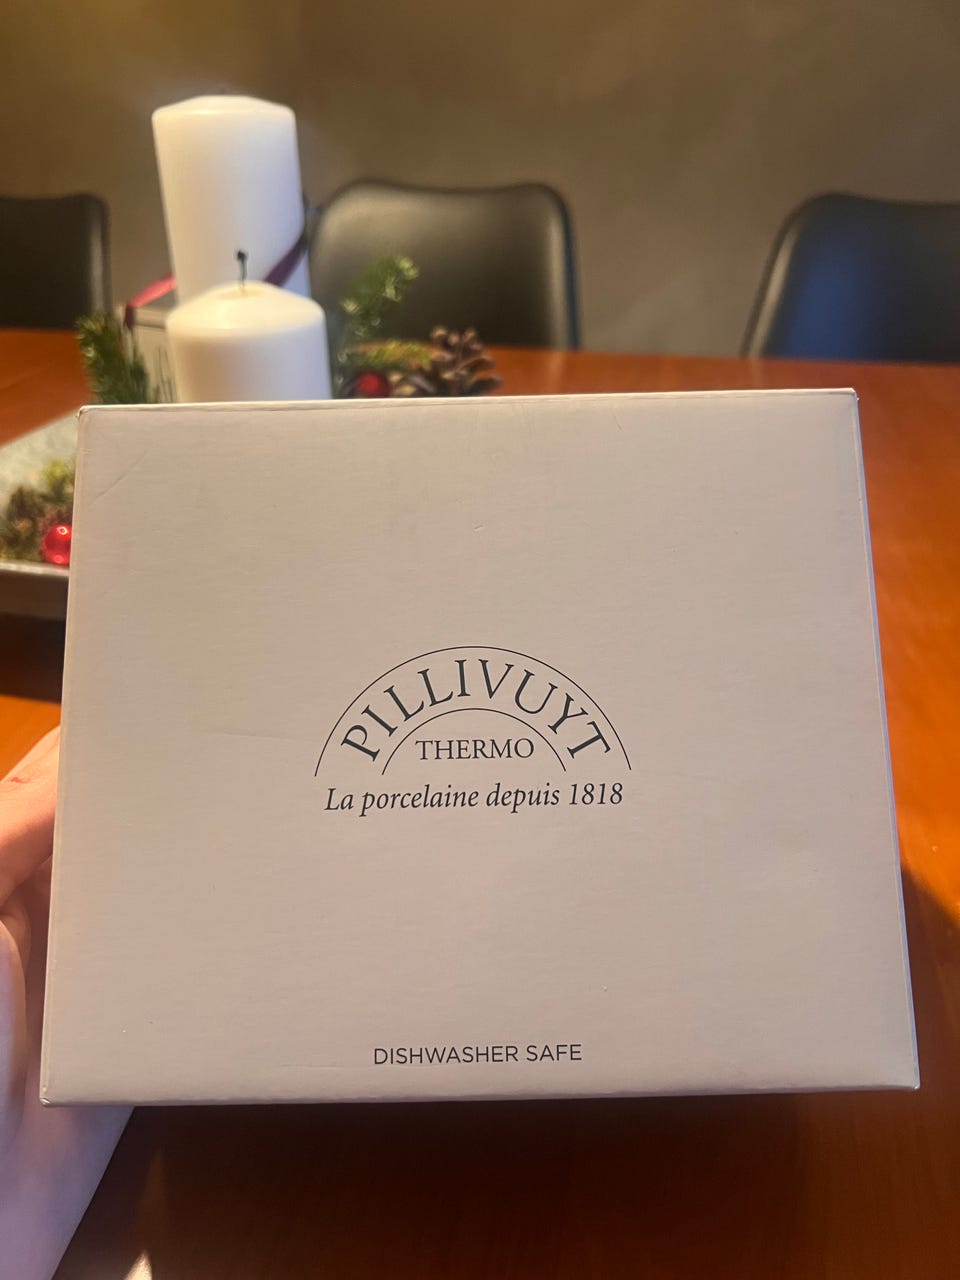 PILLIVUYT
THERMO
La porcelaine depuis 1818
DISHWASHER SAFE